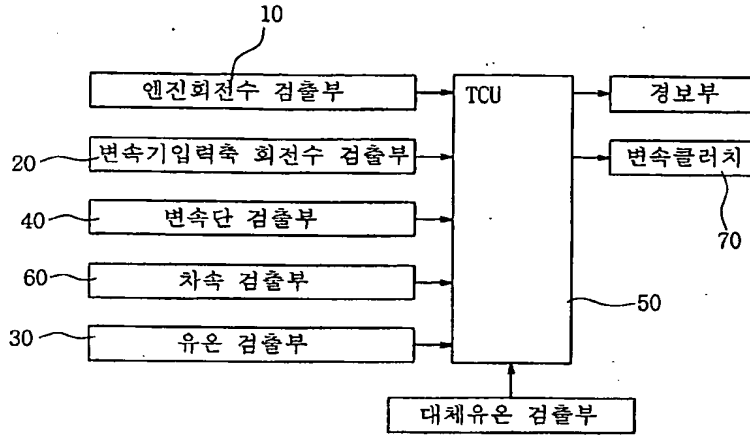 10
엔진회전수 검출부
TCU
경보부
20
변속기입력축 회전수 검출부
변속클러치
70
40
변속단 검출부
60
차속 검출부
50
30
유온 검출부
대체유온 검출부